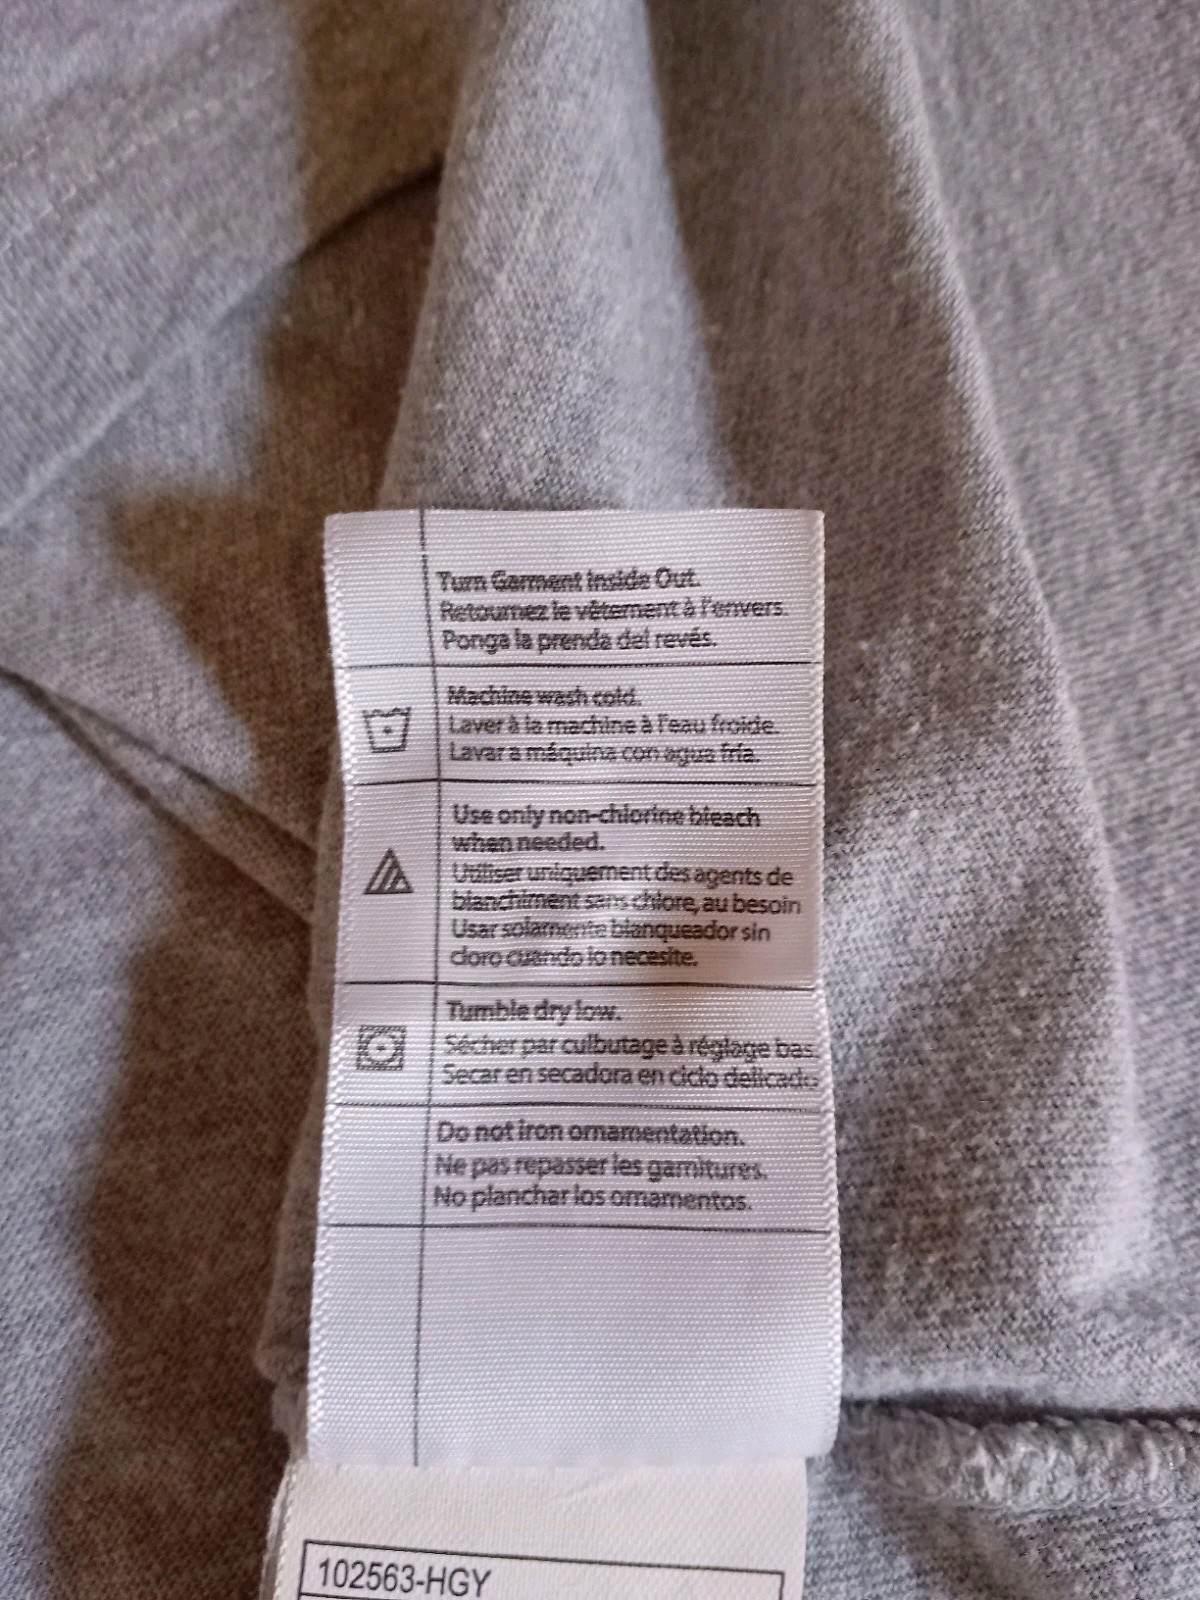 Turn Garment Inside Out.
Retournez le vêtement à l'envers.
Ponga la prenda del revés.
Machine wash cold.
Laver à la machine à l'eau froide.
Lavar a máquina con agua fría.
Use only non-chlorine bleach
when needed.
Utiliser uniquement des agents de
blanchiment sans chlore, au besoin
Usar solamente blanqueador sin
cloro cuando lo necesite.
Tumble dry low.
Sécher par culbutage à réglage bas.
Secar en secadora en ciclo delicado
Do not iron ornamentation.
Ne pas repasser les garnitures.
No planchar los ornamentos.
102563-HGY